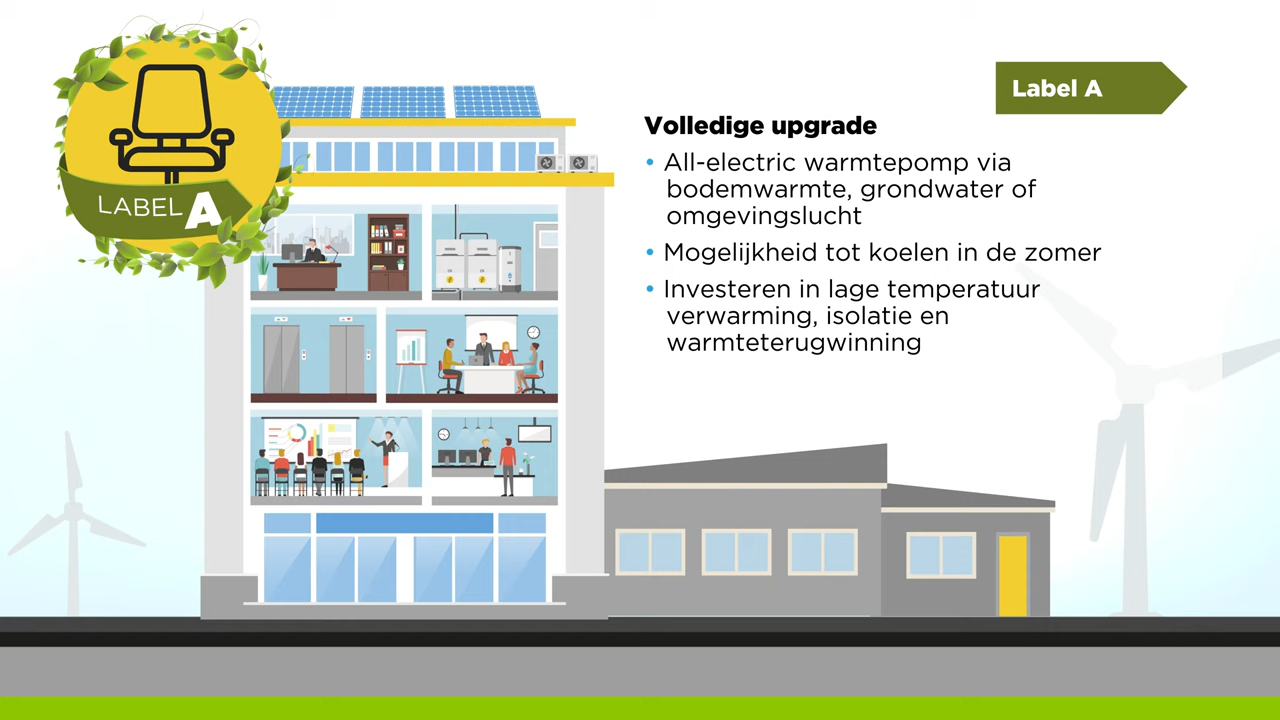 LABEL A
Label A
Volledige upgrade
• All-electric warmtepomp via
bodemwarmte, grondwater of
omgevingslucht
• Mogelijkheid tot koelen in de zomer
• Investeren in lage temperatuur
verwarming, isolatie en
warmteterugwinning